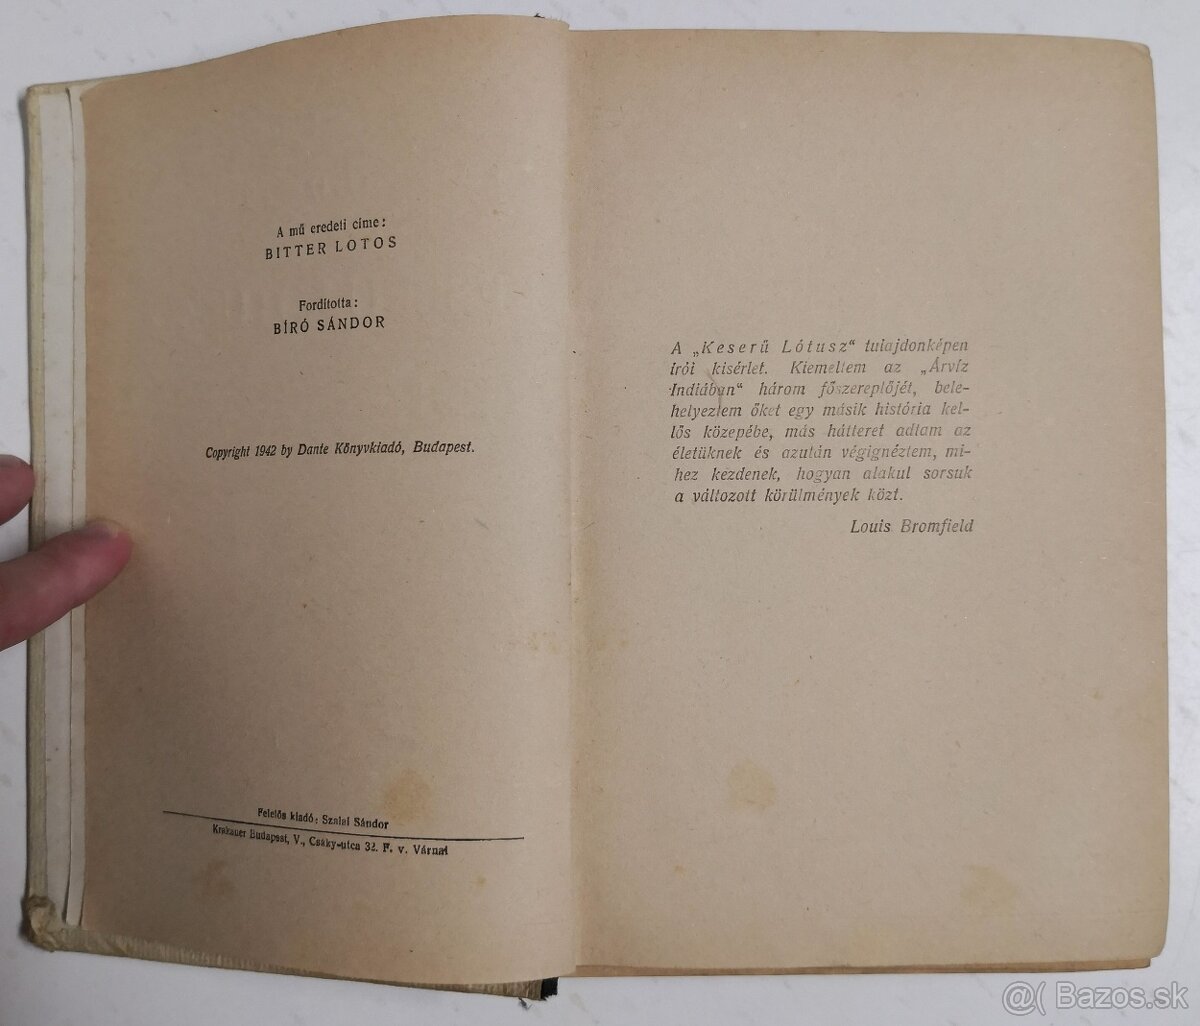 A mű eredeti címe:
BITTER LOTOS
Fordította:
BÍRÓ SÁNDOR
Copyright 1942 by Dante Könyvkiadó, Budapest.
Felelős kiadó: Szalai Sándor
Krakauer Budapest, V., Csáky-utca 32. F. v. Várnai
A „Keserű Lótusz“ tulajdonképen
írói kisérlet. Kiemeltem az „Árvíz
Indiában“ három főszereplőjét, bele-
helyeztem őket egy másik história kel-
lős közepébe, más hátteret adtam az
életüknek és azután végignéztem, mi-
hez kezdenek, hogyan alakul sorsuk
a változott körülmények közt.
Louis Bromfield
@( Bazos.sk